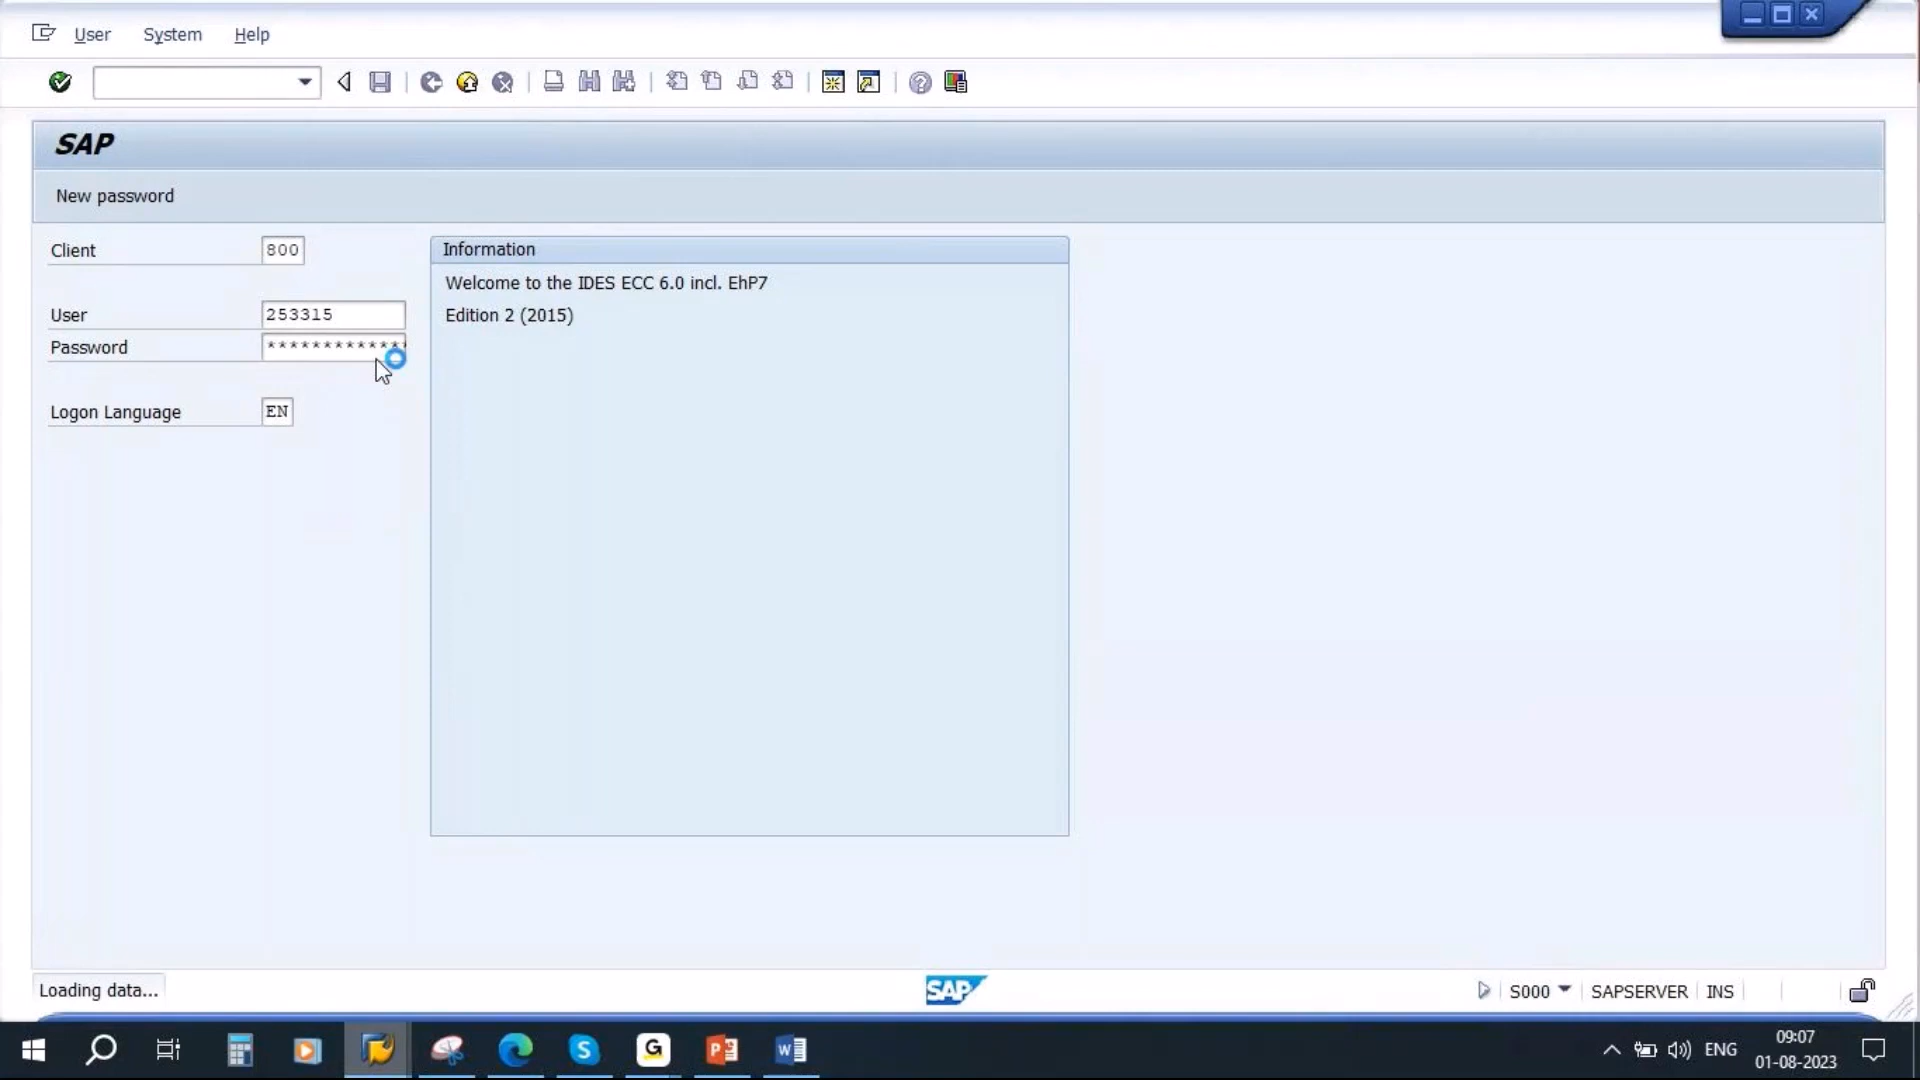 User System Help
SAP
New password
Client 800
User 253315
Password *************
Logon Language EN
Information
Welcome to the IDES ECC 6.0 incl. EhP7
Edition 2 (2015)
Loading data...
SAP
S000 SAPSERVER INS
S G P W
ENG
09:07
01-08-2023